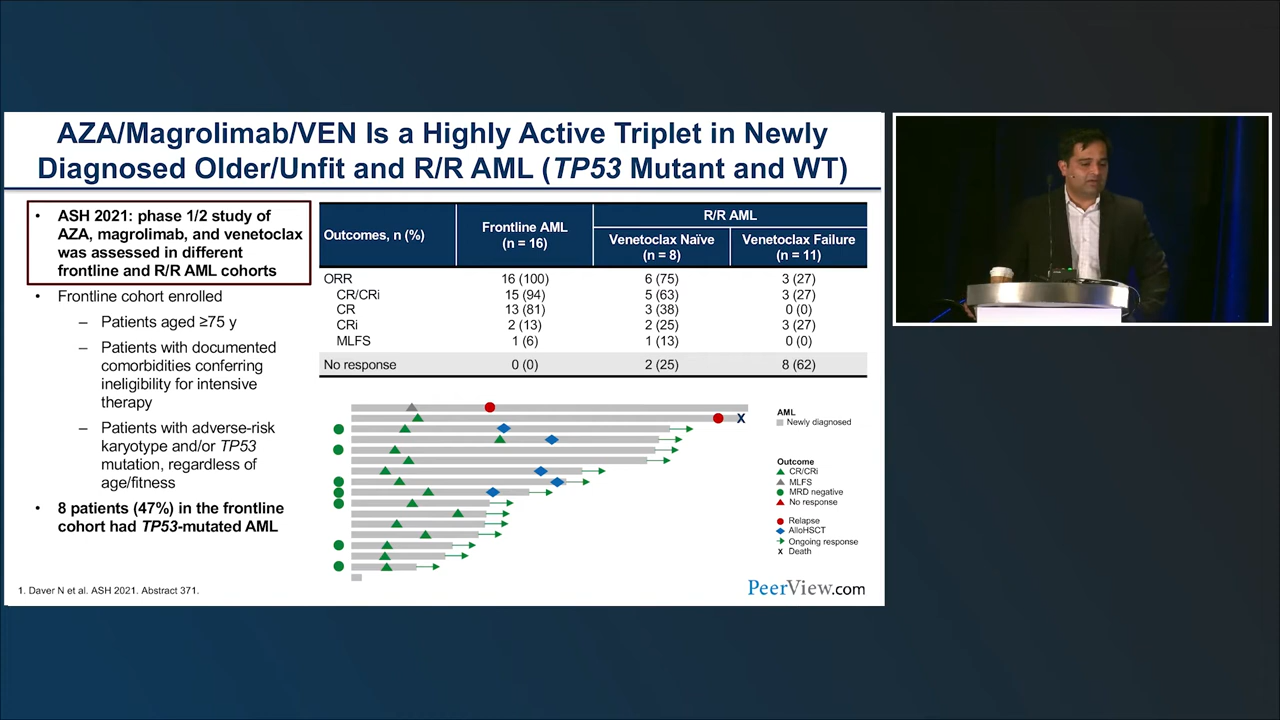 AZA/Magrolimab/VEN Is a Highly Active Triplet in Newly
Diagnosed Older/Unfit and R/R AML (TP53 Mutant and WT)
• ASH 2021: phase 1/2 study of
AZA, magrolimab, and venetoclax
was assessed in different
frontline and R/R AML cohorts
• Frontline cohort enrolled
– Patients aged ≥75 y
– Patients with documented
comorbidities conferring
ineligibility for intensive
therapy
– Patients with adverse-risk
karyotype and/or TP53
mutation, regardless of
age/fitness
• 8 patients (47%) in the frontline
cohort had TP53-mutated AML
Outcomes, n (%)
Frontline AML
(n = 16)
R/R AML
Venetoclax Naïve
(n = 8)
Venetoclax Failure
(n = 11)
ORR 16 (100) 6 (75) 3 (27)
CR/CRi 15 (94) 5 (63) 3 (27)
CR 13 (81) 3 (38) 0 (0)
CRi 2 (13) 2 (25) 3 (27)
MLFS 1 (6) 1 (13) 0 (0)
No response 0 (0) 2 (25) 8 (62)
X
AML
Newly diagnosed
Outcome
CR/CRi
MLFS
MRD negative
No response
Relapse
AlloHSCT
Ongoing response
X Death
1. Daver N et al. ASH 2021. Abstract 371.
PeerView.com